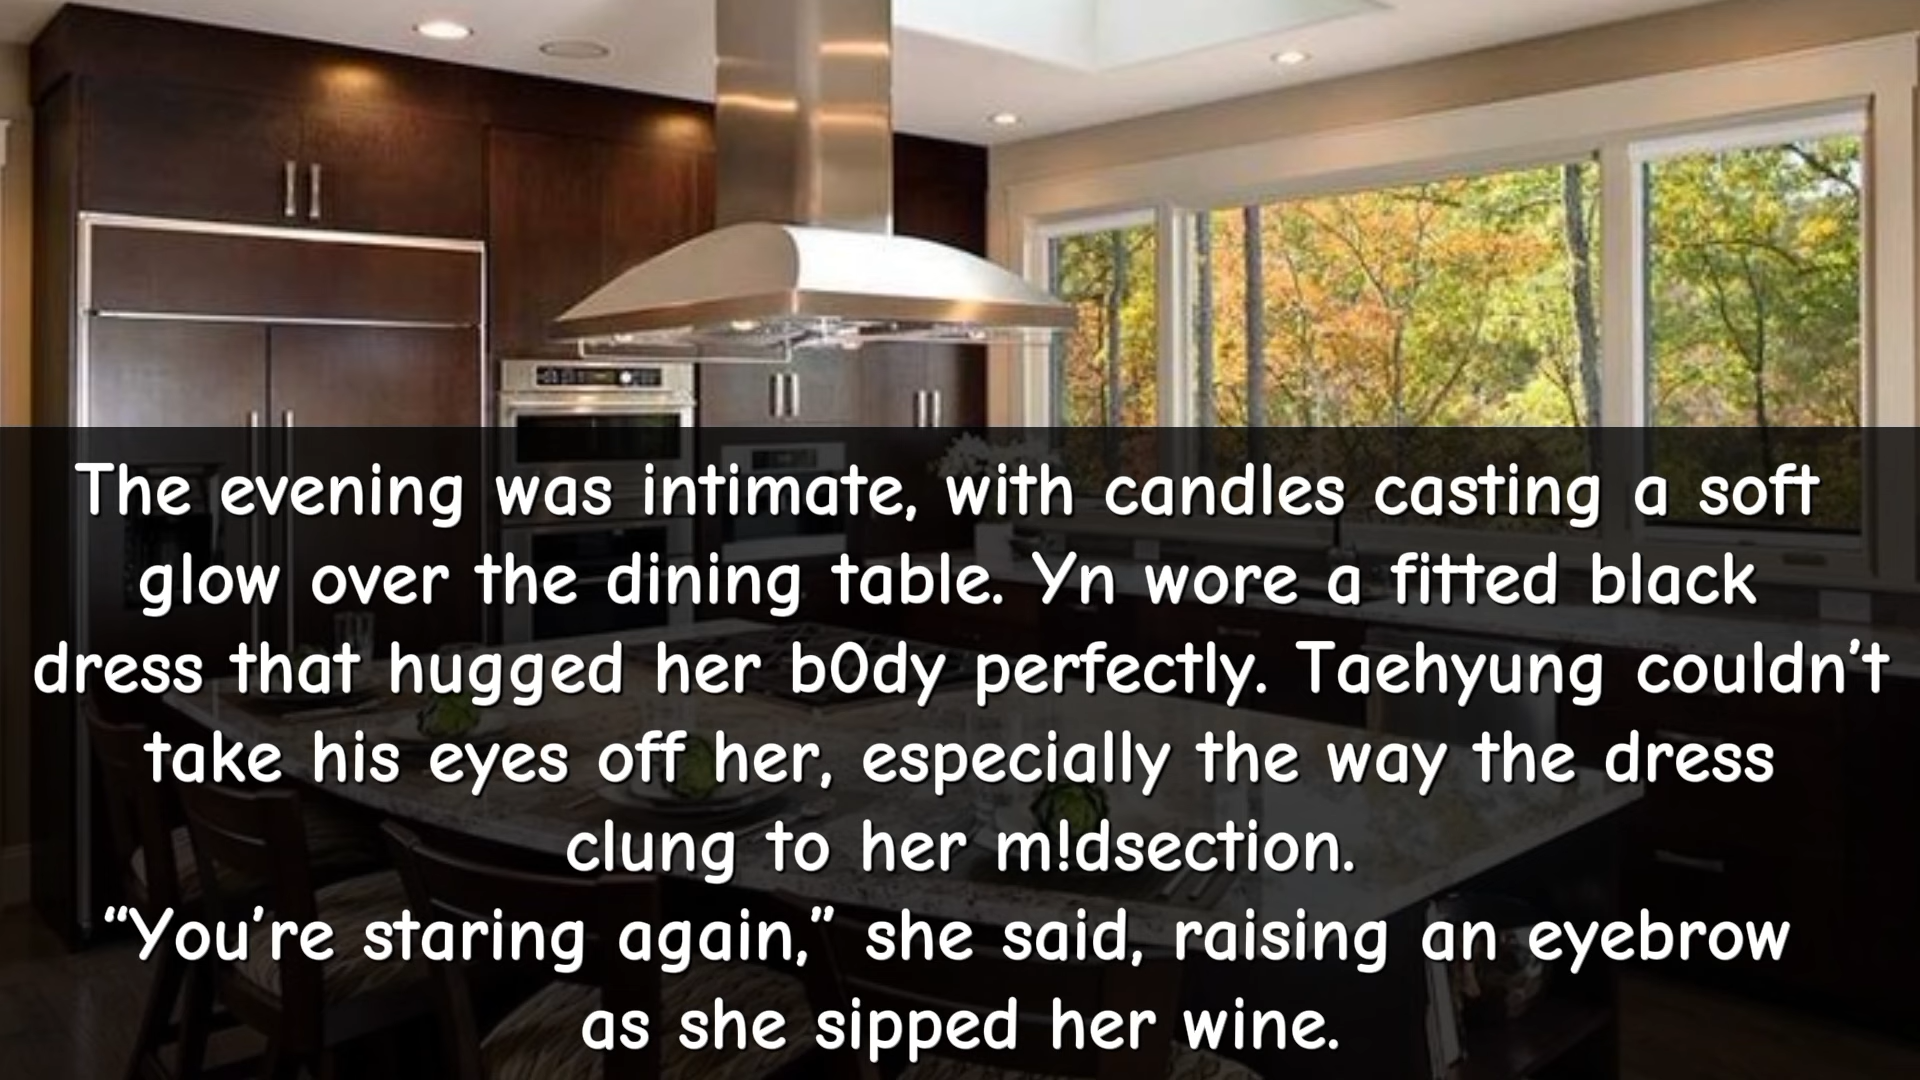 The evening was intimate, with candles casting a soft
glow over the dining table. Yn wore a fitted black
dress that hugged her b0dy perfectly. Taehyung couldn’t
take his eyes off her, especially the way the dress
clung to her m!dsection.
“You’re staring again,” she said, raising an eyebrow
as she sipped her wine.